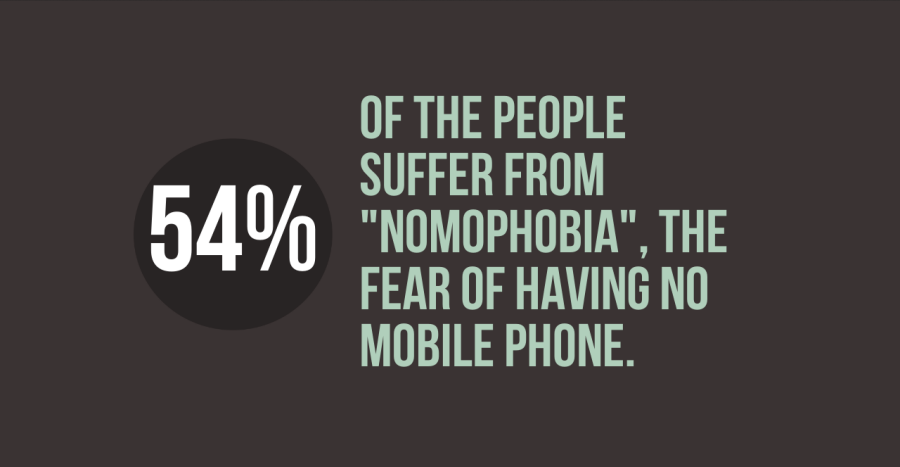 54%
OF THE PEOPLE
SUFFER FROM
"NOMOPHOBIA", THE
FEAR OF HAVING NO
MOBILE PHONE.